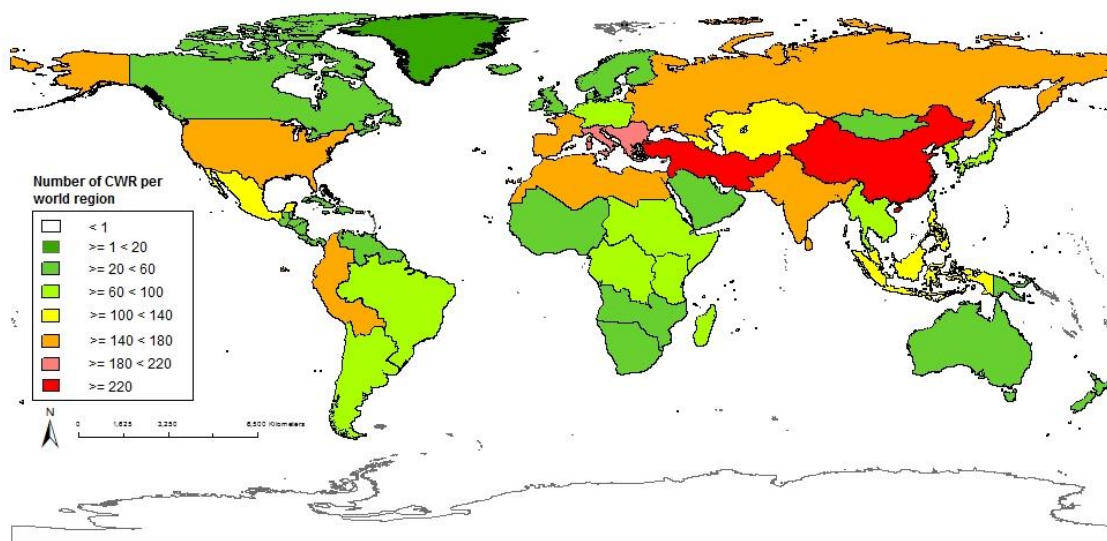 Number of CWR per
world region
< 1
>= 1 < 20
>= 20 < 60
>= 60 < 100
>= 100 < 140
>= 140 < 180
>= 180 < 220
>= 220
N
0 1,625 3,250 6,500 Kilometers